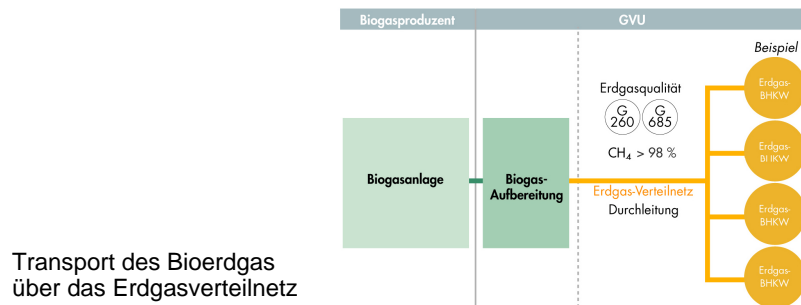 Biogasproduzent
GVU
Beispiel
Erdgasqualität
G 260
G 685
CH₄ > 98 %
Biogasanlage
Biogas-
Aufbereitung
Erdgas-Verteilnetz
Durchleitung
Erdgas-
BHKW
Erdgas-
BHKW
Erdgas-
BHKW
Erdgas-
BHKW
Transport des Bioerdgas
über das Erdgasverteilnetz